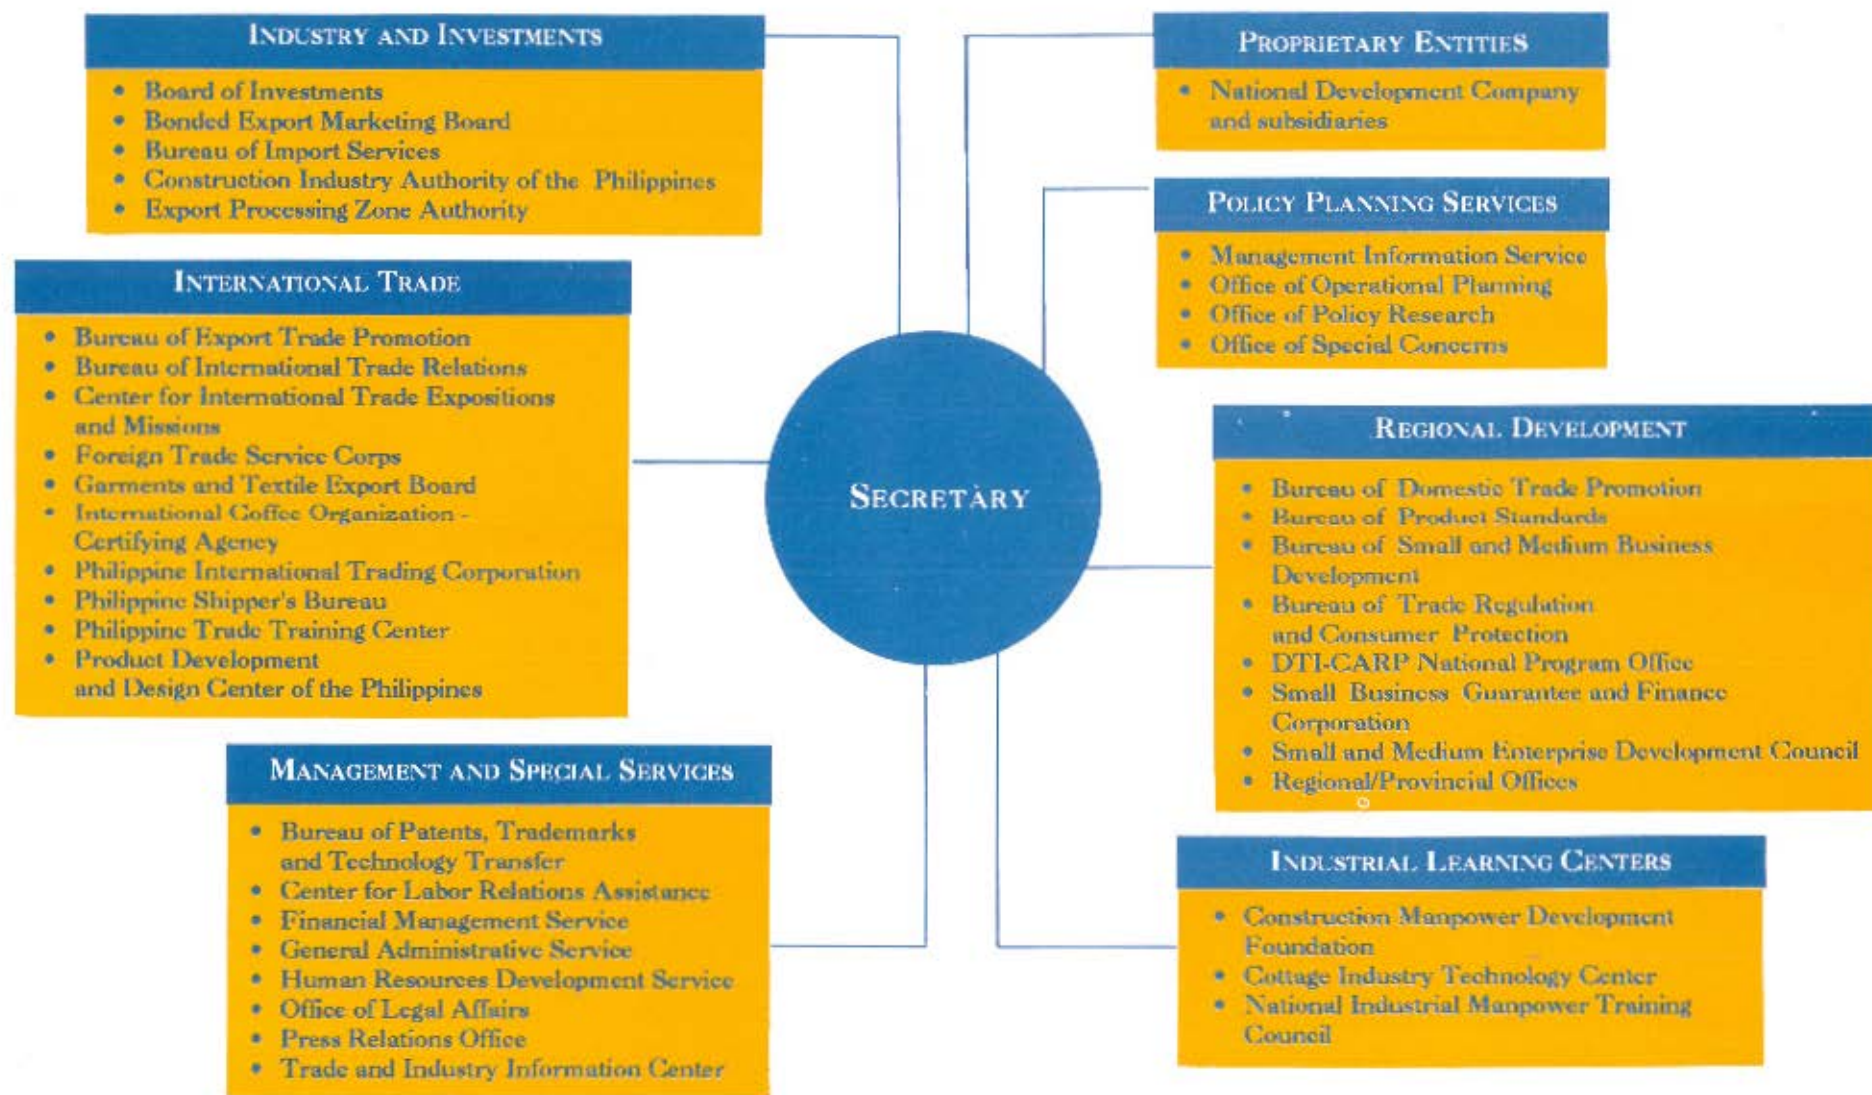 INDUSTRY AND INVESTMENTS
• Board of Investments
• Bonded Export Marketing Board
• Bureau of Import Services
• Construction Industry Authority of the Philippines
• Export Processing Zone Authority
INTERNATIONAL TRADE
• Bureau of Export Trade Promotion
• Bureau of International Trade Relations
• Center for International Trade Expositions
and Missions
• Foreign Trade Service Corps
• Garments and Textile Export Board
• International Coffee Organization -
Certifying Agency
• Philippine International Trading Corporation
• Philippine Shipper's Bureau
• Philippine Trade Training Center
• Product Development
and Design Center of the Philippines
MANAGEMENT AND SPECIAL SERVICES
• Bureau of Patents, Trademarks
and Technology Transfer
• Center for Labor Relations Assistance
• Financial Management Service
• General Administrative Service
• Human Resources Development Service
• Office of Legal Affairs
• Press Relations Office
• Trade and Industry Information Center
SECRETARY
PROPRIETARY ENTITIES
• National Development Company
and subsidiaries
POLICY PLANNING SERVICES
• Management Information Service
• Office of Operational Planning
• Office of Policy Research
• Office of Special Concerns
REGIONAL DEVELOPMENT
• Bureau of Domestic Trade Promotion
• Bureau of Product Standards
• Bureau of Small and Medium Business
Development
• Bureau of Trade Regulation
and Consumer Protection
• DTI-CARP National Program Office
• Small Business Guarantee and Finance
Corporation
• Small and Medium Enterprise Development Council
• Regional/Provincial Offices
INDUSTRIAL LEARNING CENTERS
• Construction Manpower Development
Foundation
• Cottage Industry Technology Center
• National Industrial Manpower Training
Council